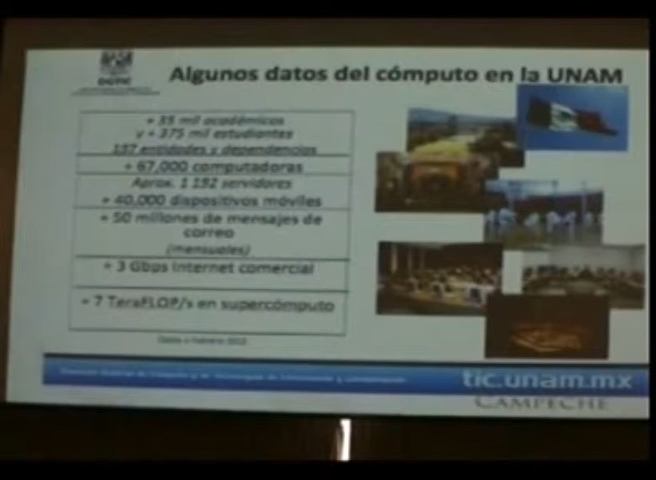 DGTIC
Algunos datos del cómputo en la UNAM
+ 35 mil académicos
y + 375 mil estudiantes
157 entidades y dependencias
+ 67,000 computadoras
Aprox. 1 152 servidores
+ 40,000 dispositivos móviles
+ 50 millones de mensajes de
correo
(mensuales)
+ 3 Gbps Internet comercial
+ 7 TeraFLOP/s en supercómputo
tic.unam.mx
CAMPECHE